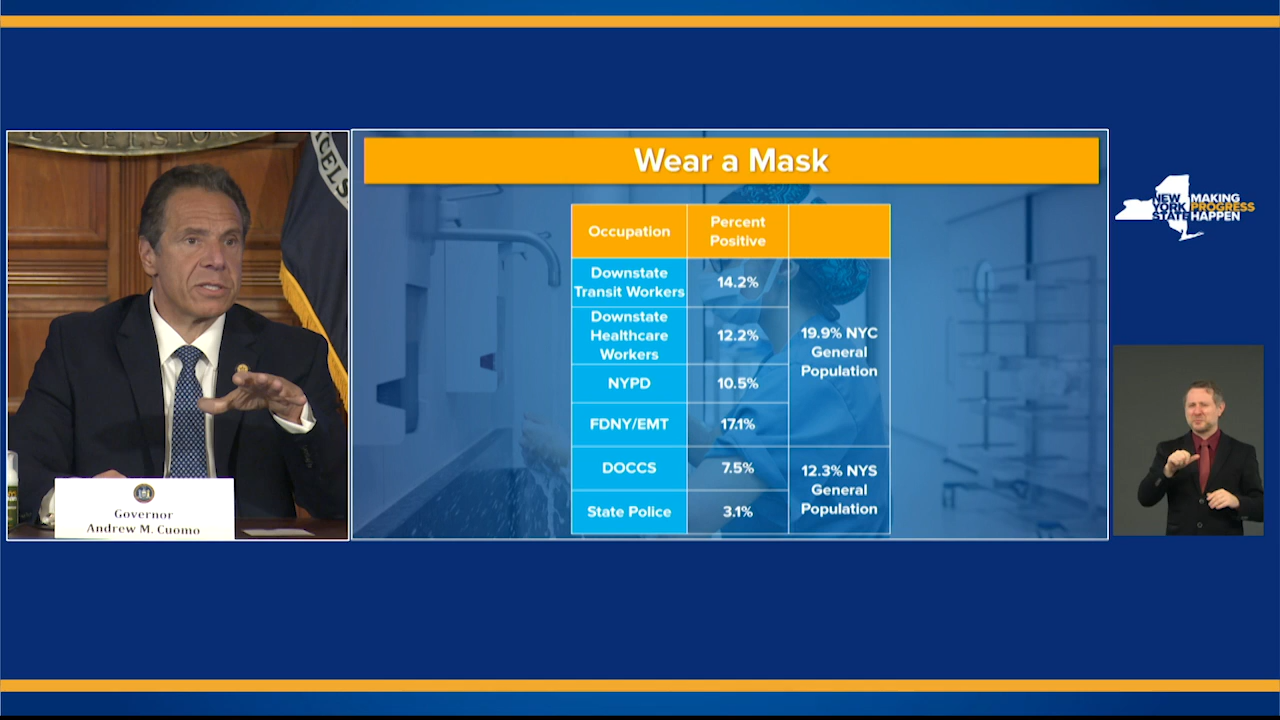 EXCELSIOR
EXCELS
Governor
Andrew M. Cuomo
Wear a Mask
Occupation
Percent
Positive
Downstate
Transit Workers
14.2%
Downstate
Healthcare
Workers
12.2%
NYPD
10.5%
FDNY/EMT
17.1%
19.9% NYC
General
Population
DOCCS
7.5%
State Police
3.1%
12.3% NYS
General
Population
NEW
YORK
STATE
MAKING
PROGRESS
HAPPEN